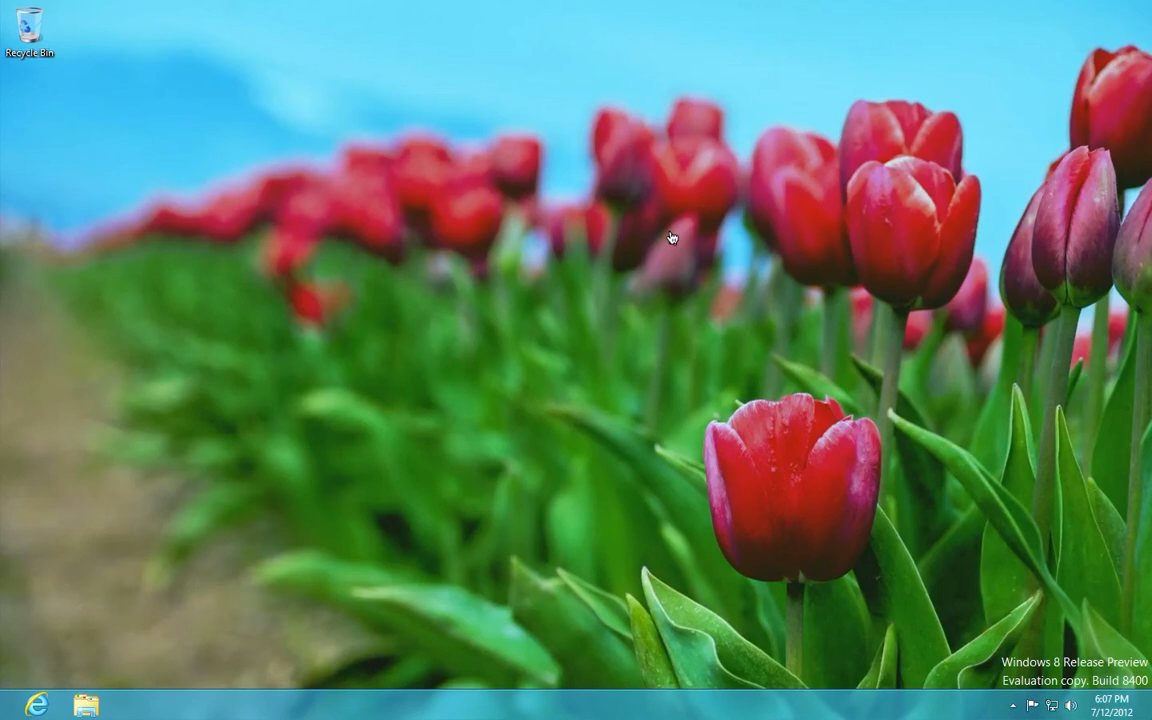 Recycle Bin
Windows 8 Release Preview
Evaluation copy. Build 8400
6:07 PM
7/12/2012